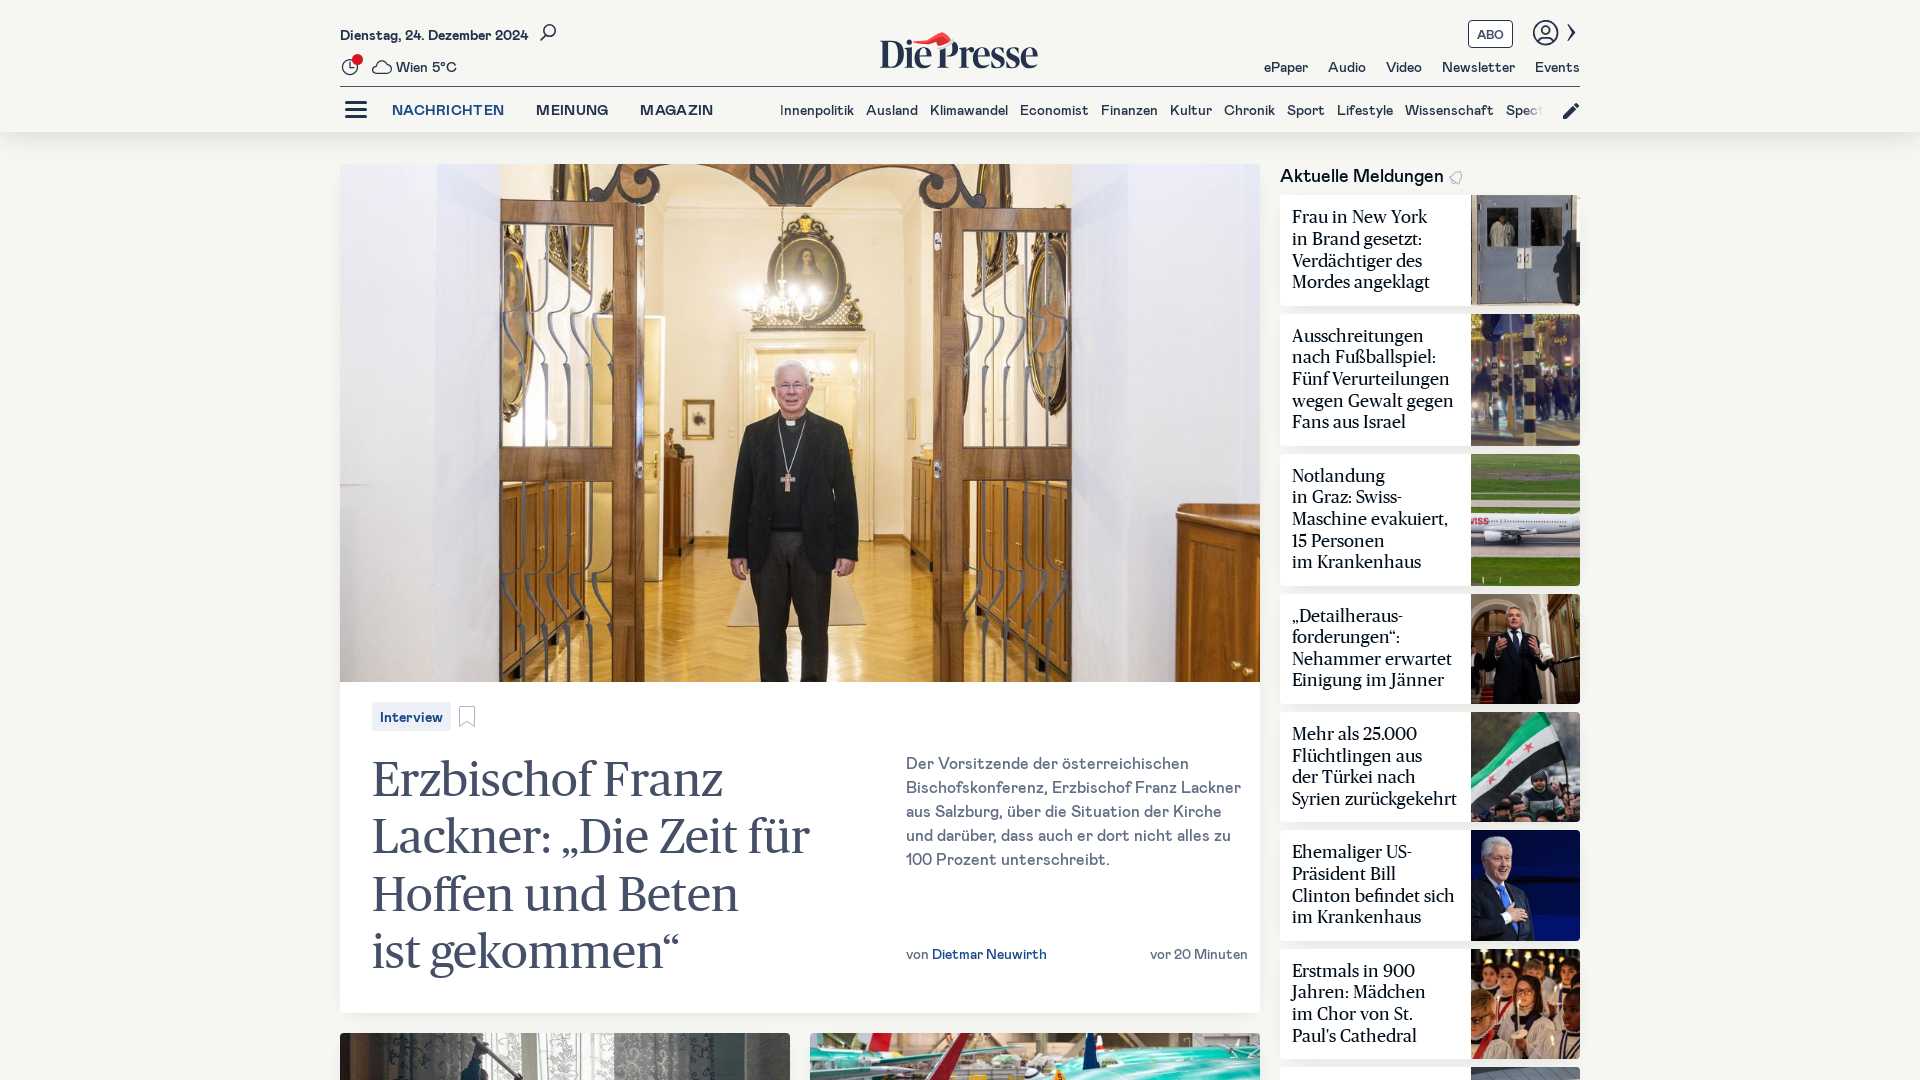 Dienstag, 24. Dezember 2024
Wien 5°C
Die Presse
ABO
ePaper Audio Video Newsletter Events
NACHRICHTEN MEINUNG MAGAZIN
Innenpolitik Ausland Klimawandel Economist Finanzen Kultur Chronik Sport Lifestyle Wissenschaft Spect
Interview
Erzbischof Franz
Lackner: „Die Zeit für
Hoffen und Beten
ist gekommen“
Der Vorsitzende der österreichischen
Bischofskonferenz, Erzbischof Franz Lackner
aus Salzburg, über die Situation der Kirche
und darüber, dass auch er dort nicht alles zu
100 Prozent unterschreibt.
von Dietmar Neuwirth
vor 20 Minuten
Aktuelle Meldungen
Frau in New York
in Brand gesetzt:
Verdächtiger des
Mordes angeklagt
Ausschreitungen
nach Fußballspiel:
Fünf Verurteilungen
wegen Gewalt gegen
Fans aus Israel
Notlandung
in Graz: Swiss-
Maschine evakuiert,
15 Personen
im Krankenhaus
„Detailheraus-
forderungen“:
Nehammer erwartet
Einigung im Jänner
Mehr als 25.000
Flüchtlingen aus
der Türkei nach
Syrien zurückgekehrt
Ehemaliger US-
Präsident Bill
Clinton befindet sich
im Krankenhaus
Erstmals in 900
Jahren: Mädchen
im Chor von St.
Paul's Cathedral